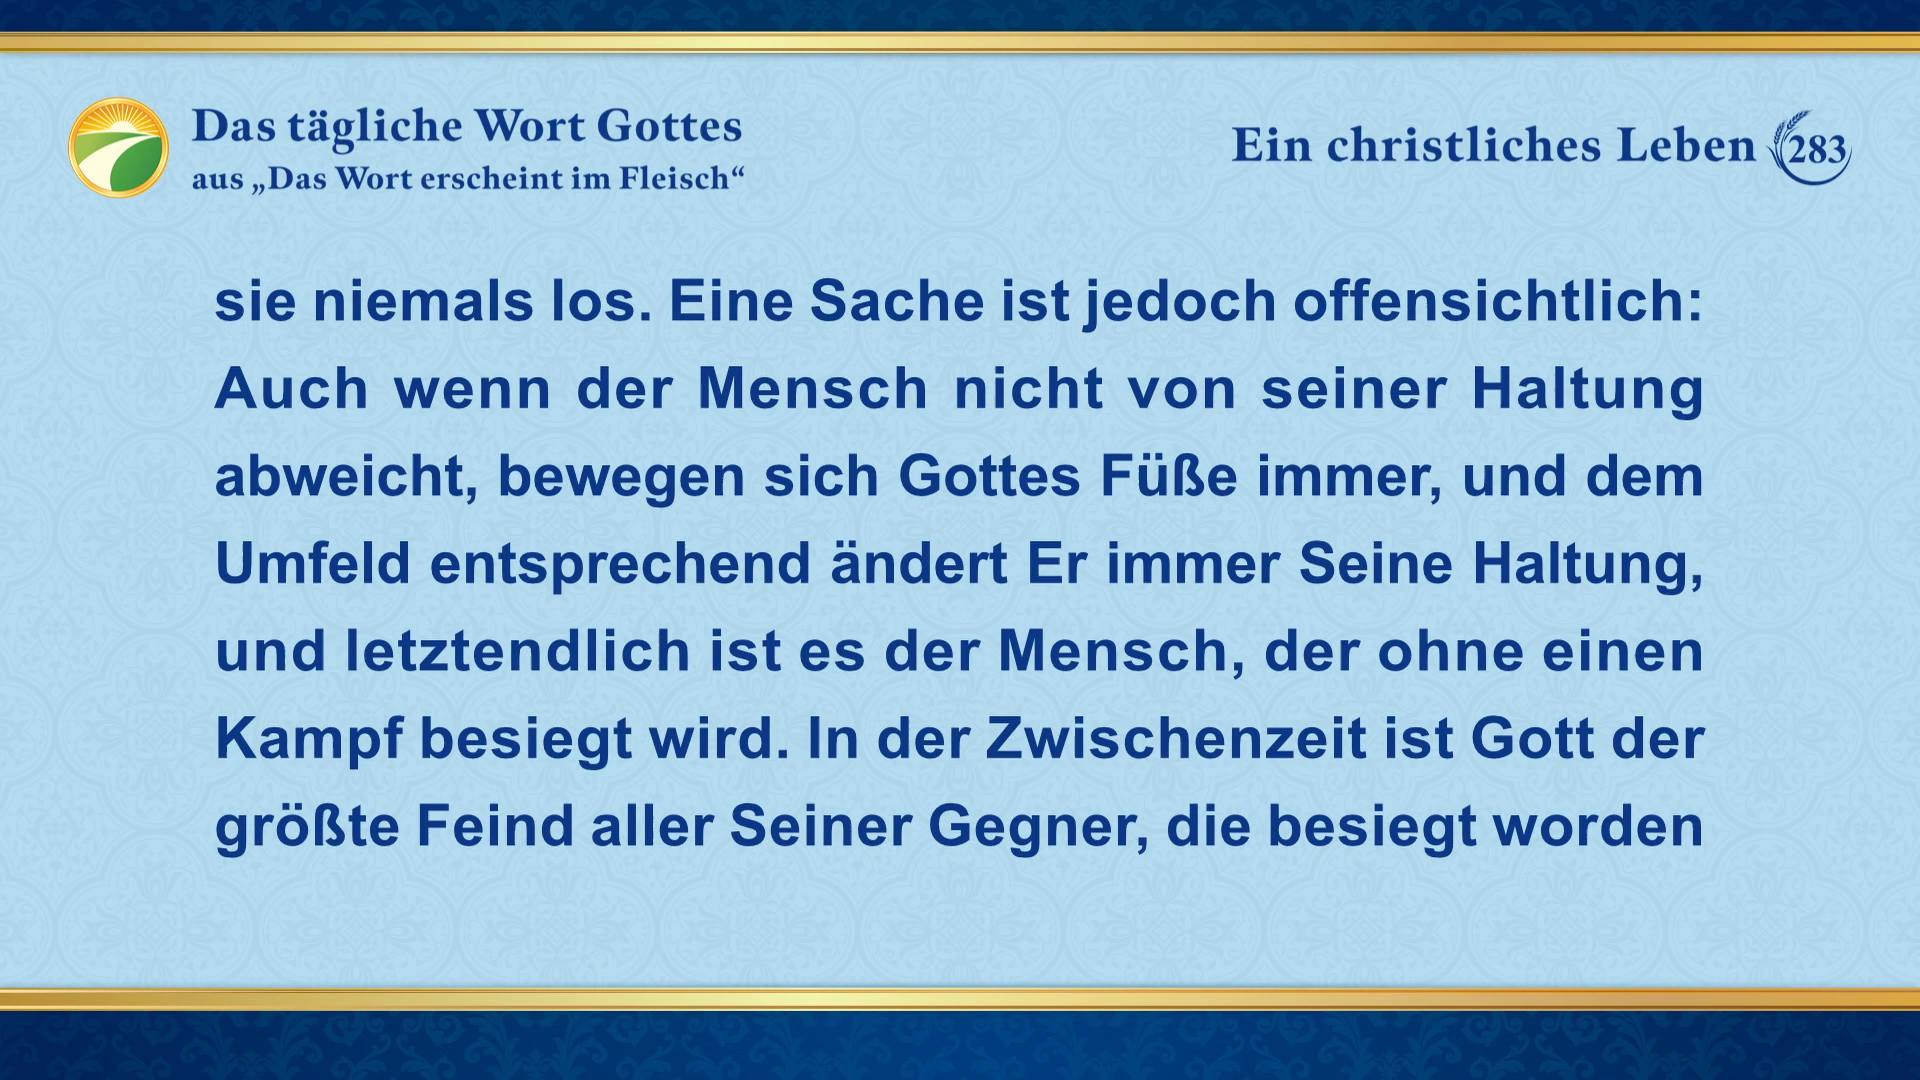 Das tägliche Wort Gottes
aus „Das Wort erscheint im Fleisch“
Ein christliches Leben 283
sie niemals los. Eine Sache ist jedoch offensichtlich:
Auch wenn der Mensch nicht von seiner Haltung
abweicht, bewegen sich Gottes Füße immer, und dem
Umfeld entsprechend ändert Er immer Seine Haltung,
und letztendlich ist es der Mensch, der ohne einen
Kampf besiegt wird. In der Zwischenzeit ist Gott der
größte Feind aller Seiner Gegner, die besiegt worden